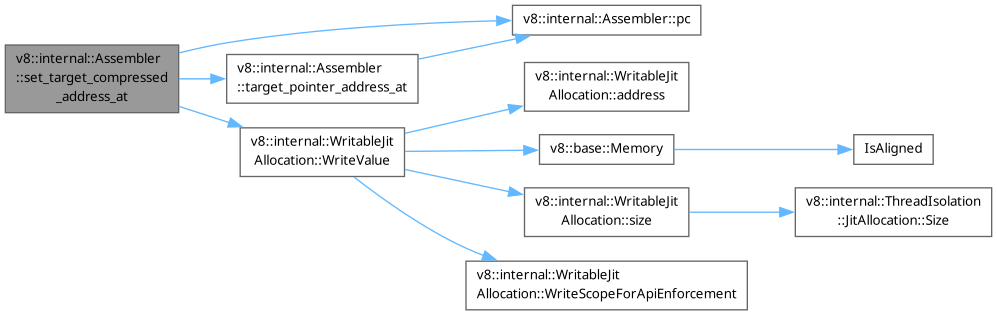 v8::internal::Assembler
::set_target_compressed
_address_at
v8::internal::Assembler::pc
v8::internal::Assembler
::target_pointer_address_at
v8::internal::WritableJit
Allocation::WriteValue
v8::internal::WritableJit
Allocation::address
v8::base::Memory
IsAligned
v8::internal::WritableJit
Allocation::size
v8::internal::ThreadIsolation
::JitAllocation::Size
v8::internal::WritableJit
Allocation::WriteScopeForApiEnforcement